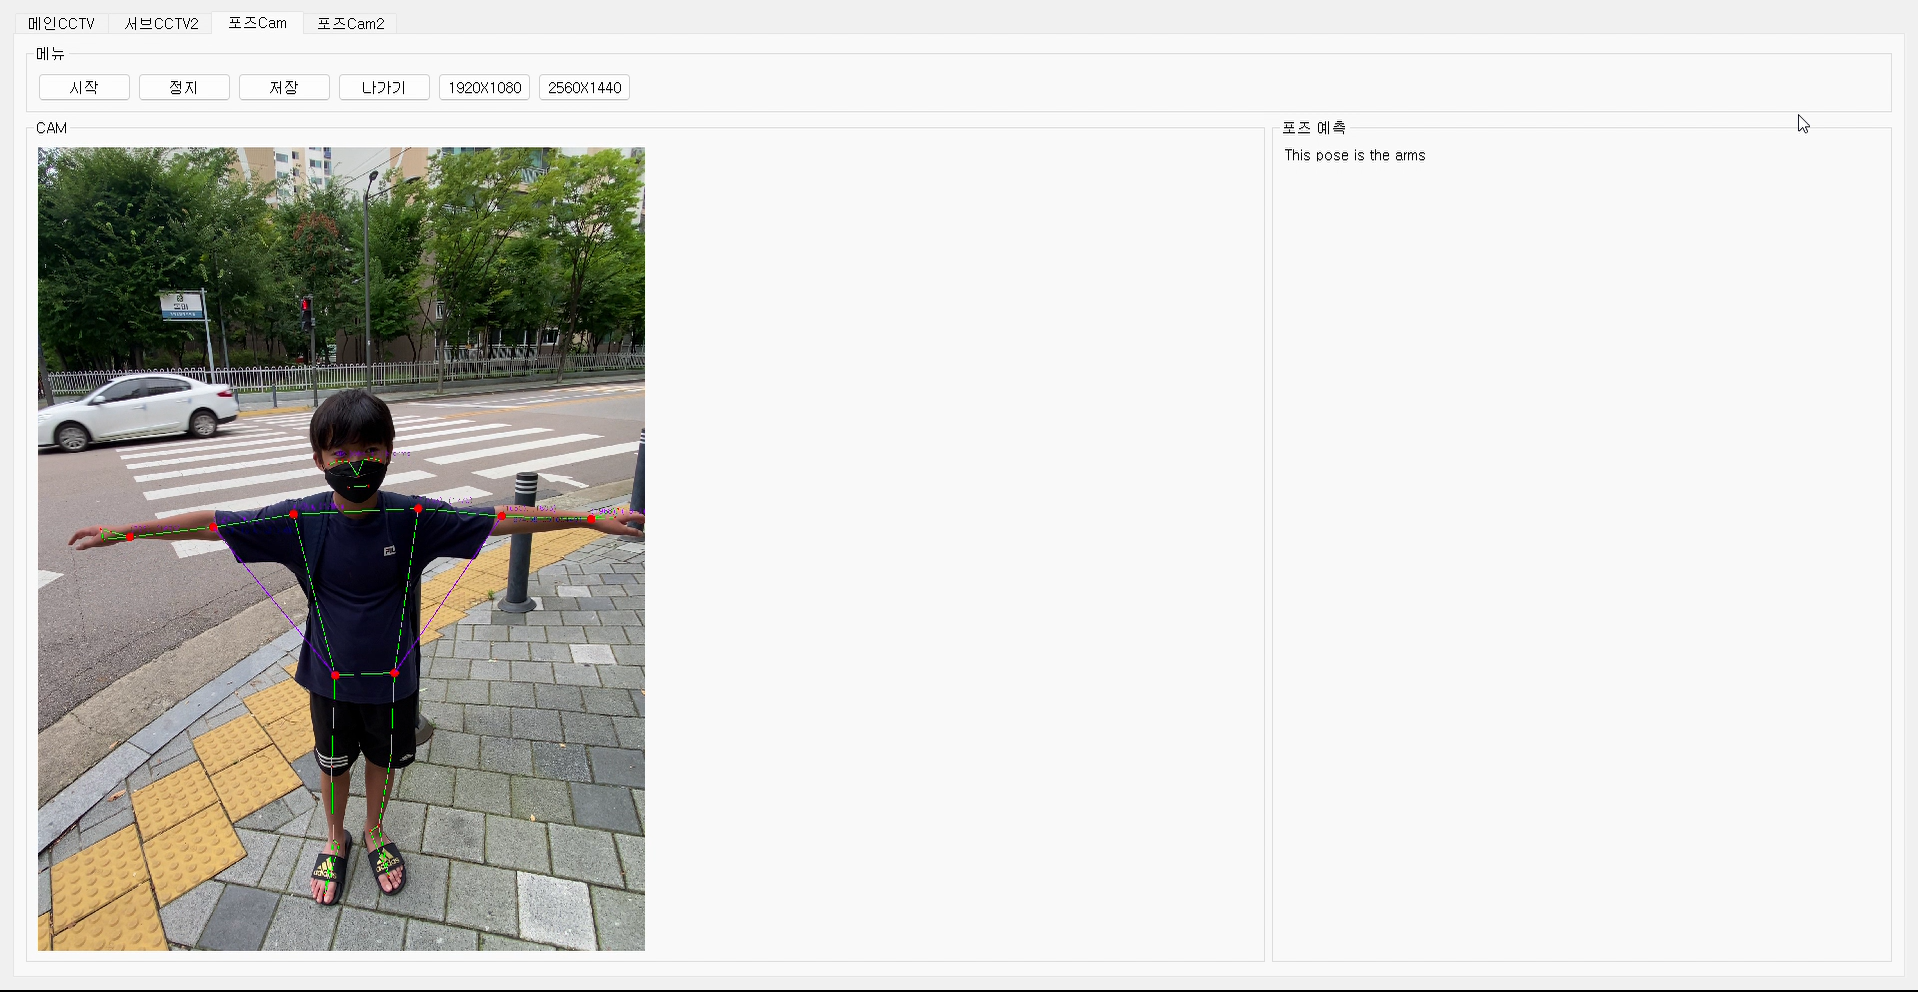 메인CCTV
서브CCTV2
포즈Cam
포즈Cam2
메뉴
시작
정지
저장
나가기
1920X1080
2560X1440
CAM
포즈 예측
This pose is the arms
adidas
adidas